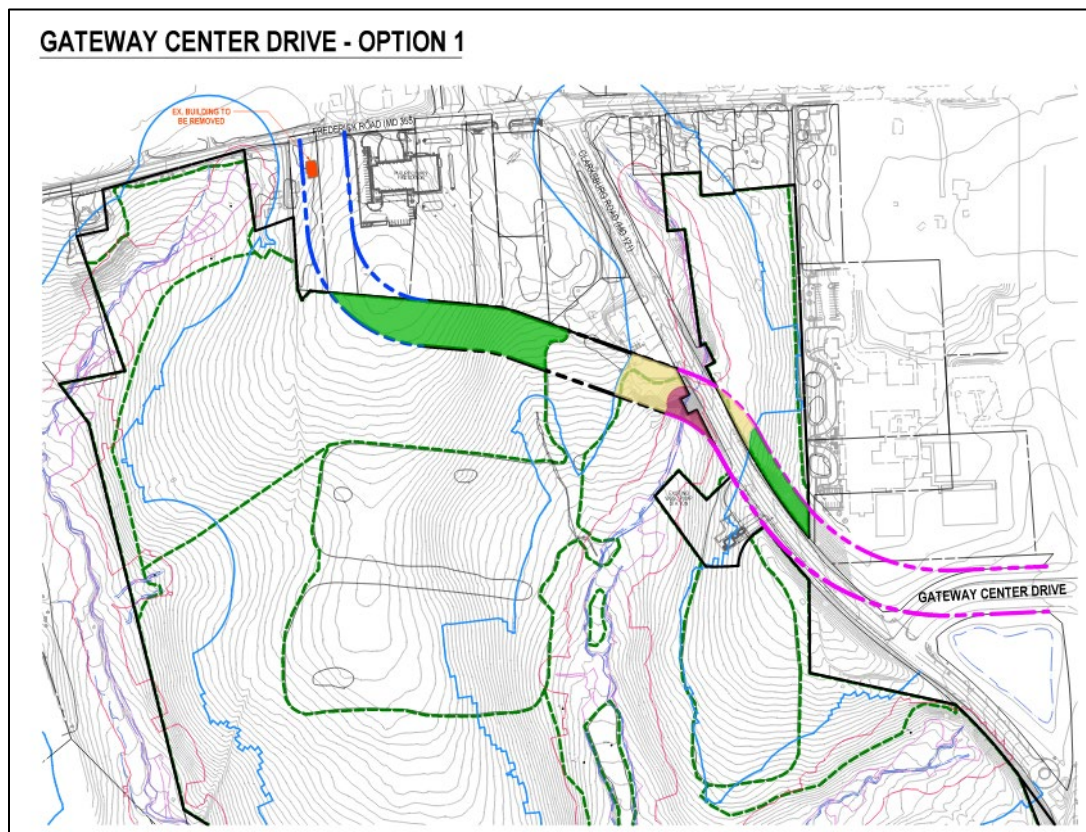 GATEWAY CENTER DRIVE - OPTION 1
EX. BUILDING TO
BE REMOVED
FREDERICK ROAD (MD 355)
CLARKSBURG ROAD (MD 121)
GATEWAY CENTER DRIVE